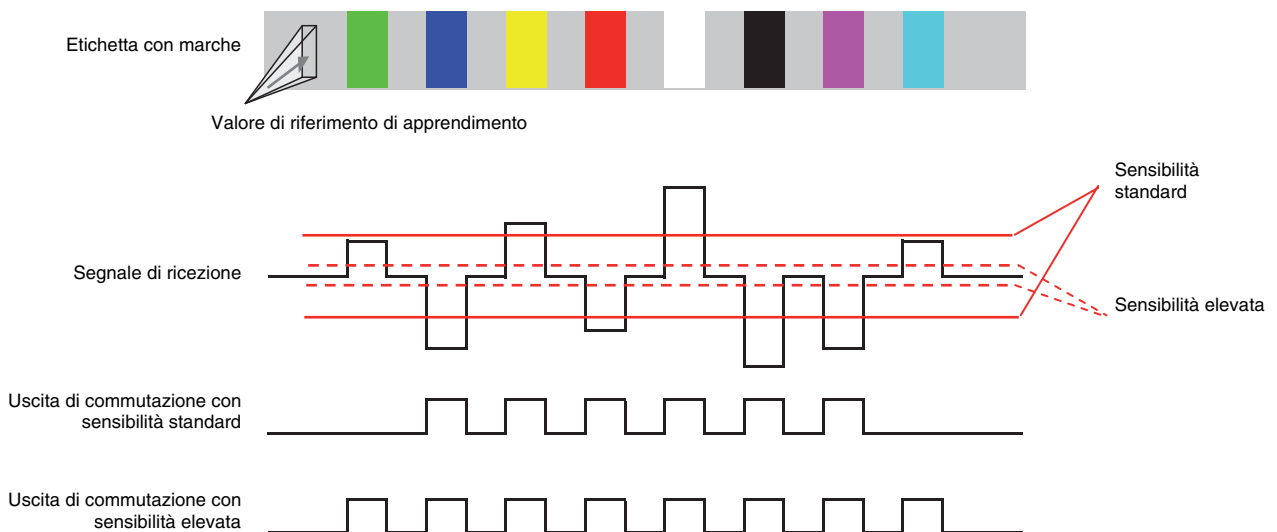 Etichetta con marche
Valore di riferimento di apprendimento
Sensibilità
standard
Segnale di ricezione
Sensibilità elevata
Uscita di commutazione con
sensibilità standard
Uscita di commutazione con
sensibilità elevata